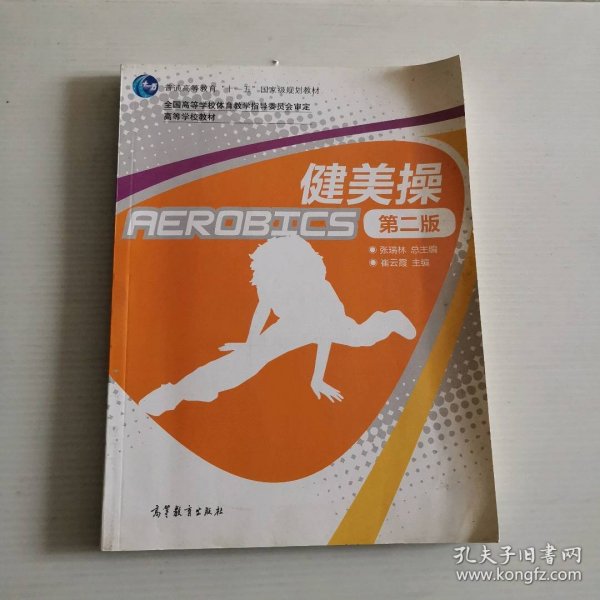 普通高等教育“十一五”国家级规划教材
全国高等学校体育教学指导委员会审定
高等学校教材
健美操
AEROBICS
第二版
张瑞林 总主编
崔云霞 主编
高等教育出版社
孔夫子旧书网
www.kongfz.com